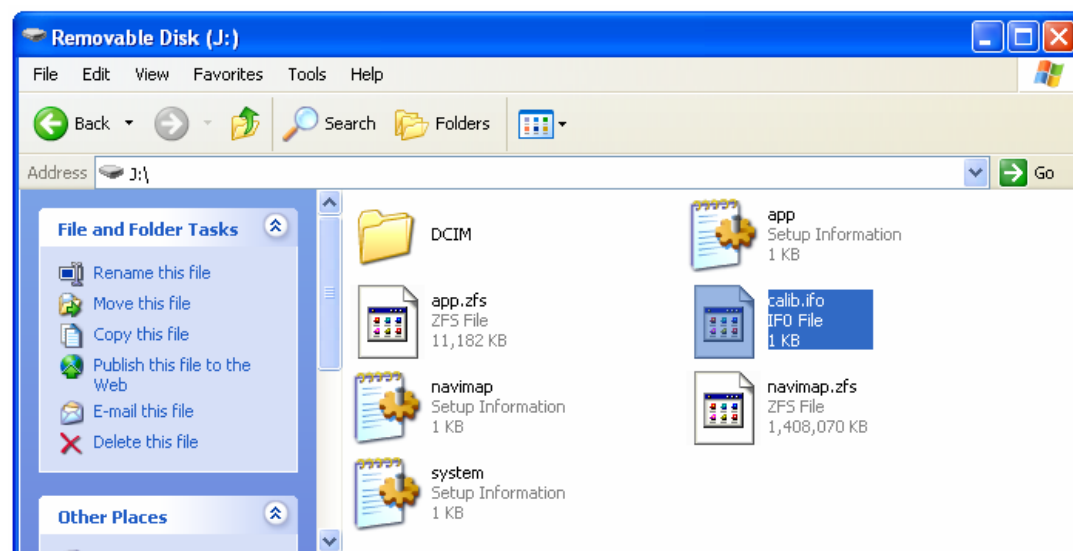 Removable Disk (J:)
File Edit View Favorites Tools Help
Back Search Folders
Address J:\ Go
File and Folder Tasks
Rename this file
Move this file
Copy this file
Publish this file to the
Web
E-mail this file
Delete this file
Other Places
DCIM
app
Setup Information
1 KB
app.zfs
ZFS File
11,182 KB
calib.ifo
IFO File
1 KB
navimap
Setup Information
1 KB
navimap.zfs
ZFS File
1,408,070 KB
system
Setup Information
1 KB